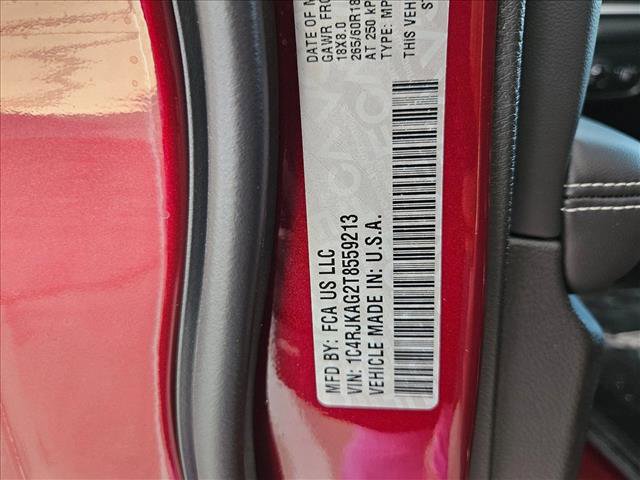 MFD BY: FCA US LLC
DATE OF M
VIN: 1C4RJKAG2T8559213
GAWR FRO
VEHICLE MADE IN: U.S.A.
18X8.0
265/60R18
AT 250 kP
TYPE: MP
THIS VEH